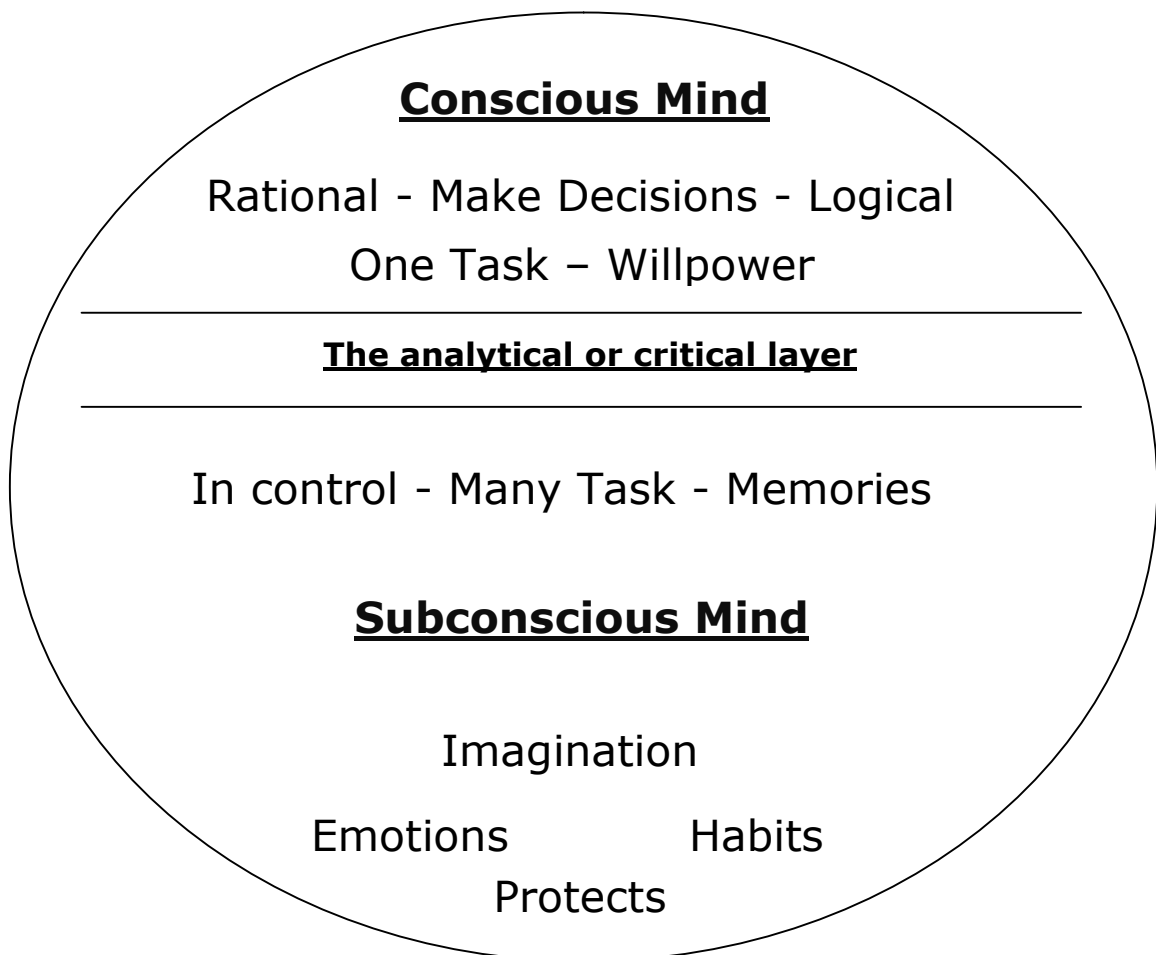 Conscious Mind
Rational - Make Decisions - Logical
One Task – Willpower
The analytical or critical layer
In control - Many Task - Memories
Subconscious Mind
Imagination
Emotions Habits
Protects